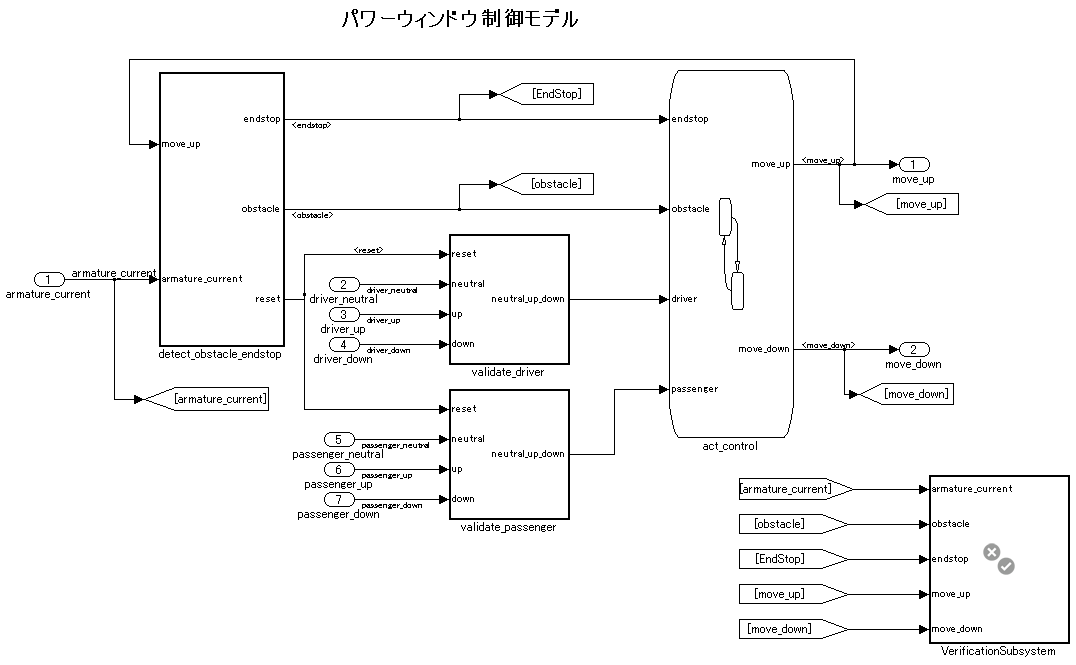 パワーウィンドウ制御モデル
[EndStop]
endstop
<endstop>
endstop
move_up
move_up
<move_up>
1
move_up
[obstacle]
[move_up]
obstacle
<obstacle>
obstacle
<reset>
reset
1
armature_current
armature_current
armature_current
2
driver_neutral
driver_neutral
neutral
reset
neutral_up_down
driver
3
driver_up
driver_up
up
4
driver_down
driver_down
down
move_down
<move_down>
2
move_down
detect_obstacle_endstop
validate_driver
[armature_current]
passenger
[move_down]
reset
5
passenger_neutral
passenger_neutral
neutral
act_control
neutral_up_down
6
passenger_up
passenger_up
up
7
passenger_down
passenger_down
down
validate_passenger
[armature_current]
armature_current
[obstacle]
obstacle
[EndStop]
endstop
[move_up]
move_up
[move_down]
move_down
VerificationSubsystem